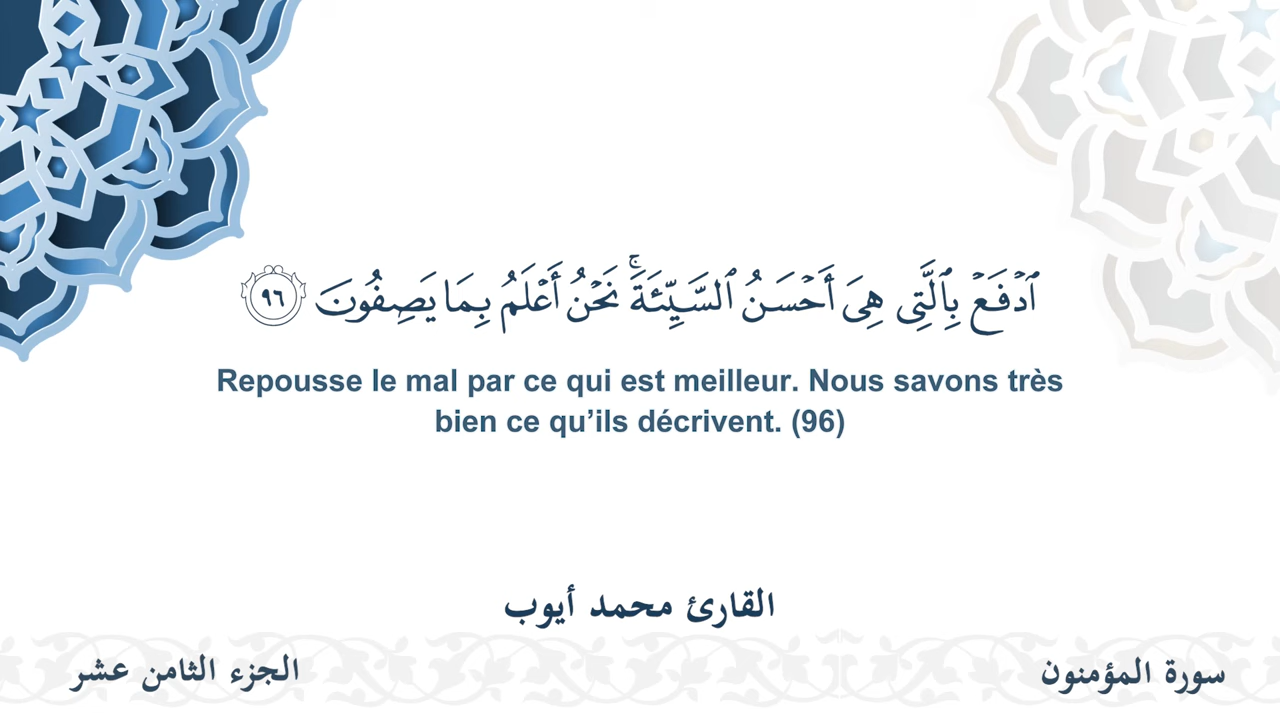 ٱدۡفَعۡ بِٱلَّتِى هِىَ أَحۡسَنُ ٱلسَّيِّئَةَۚ نَحۡنُ أَعۡلَمُ بِمَا يَصِفُونَ ٩٦
Repousse le mal par ce qui est meilleur. Nous savons très
bien ce qu’ils décrivent. (96)
القارئ محمد أيوب
سورة المؤمنون
الجزء الثامن عشر